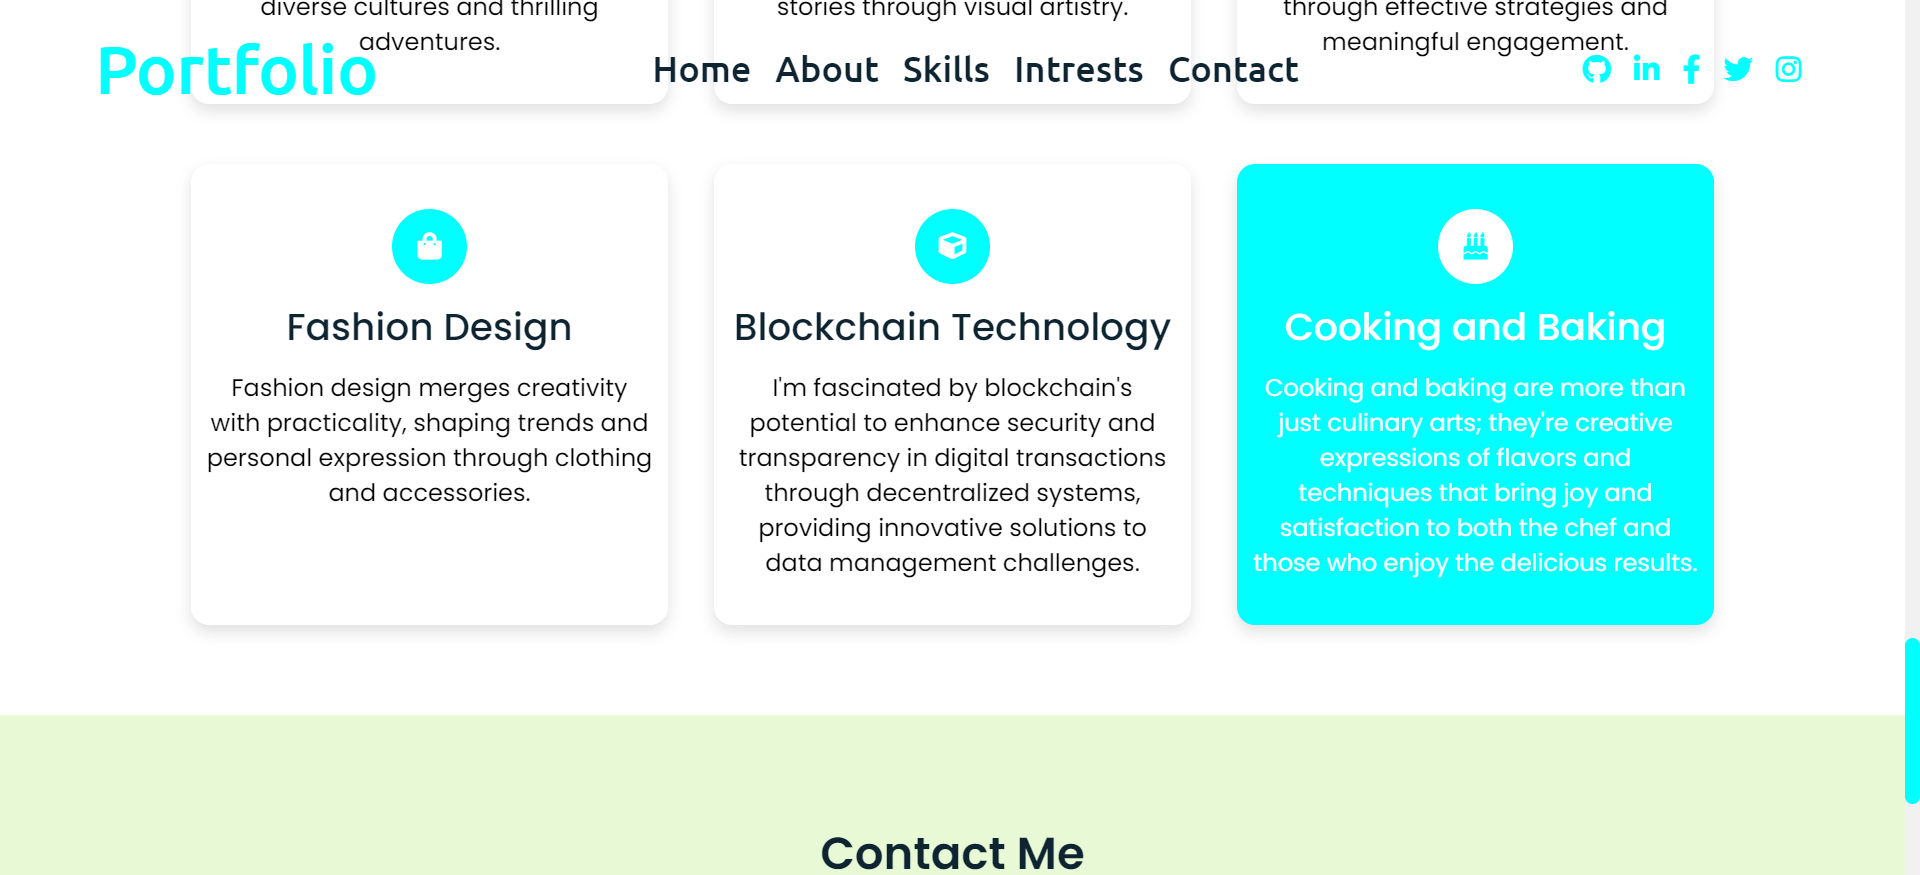 diverse cultures and thrilling
adventures.
stories through visual artistry.
through effective strategies and
meaningful engagement.
Portfolio
Home About Skills Intrests Contact
Fashion Design
Fashion design merges creativity
with practicality, shaping trends and
personal expression through clothing
and accessories.
Blockchain Technology
I'm fascinated by blockchain's
potential to enhance security and
transparency in digital transactions
through decentralized systems,
providing innovative solutions to
data management challenges.
Cooking and Baking
Cooking and baking are more than
just culinary arts; they're creative
expressions of flavors and
techniques that bring joy and
satisfaction to both the chef and
those who enjoy the delicious results.
Contact Me